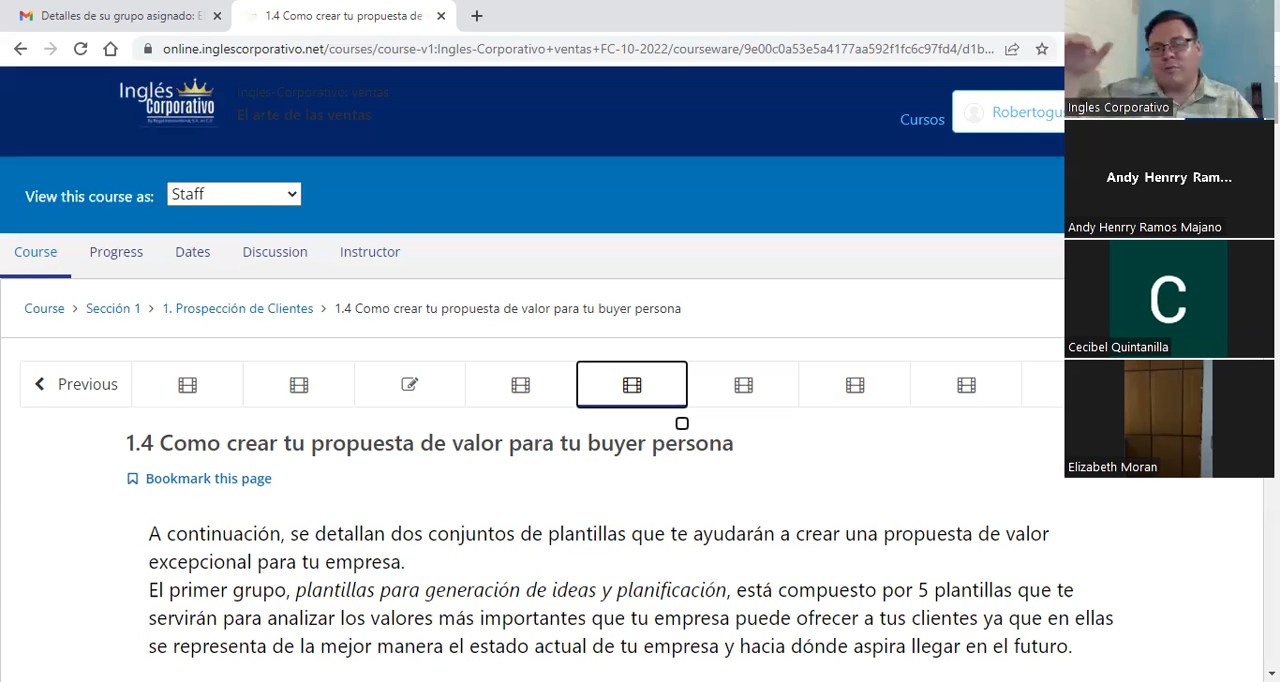 Detalles de su grupo asignado: E
1.4 Como crear tu propuesta de
online.inglescorporativo.net/courses/course-v1:Ingles-Corporativo+ventas+FC-10-2022/courseware/9e00c0a53e5a4177aa592f1fc6c97fd4/d1b...
Inglés
Corporativo
Ingles-Corporativo: ventas
El arte de las ventas
Cursos
Robertogu
View this course as:
Staff
Course
Progress
Dates
Discussion
Instructor
Course > Sección 1 > 1. Prospección de Clientes > 1.4 Como crear tu propuesta de valor para tu buyer persona
Previous
1.4 Como crear tu propuesta de valor para tu buyer persona
Bookmark this page
A continuación, se detallan dos conjuntos de plantillas que te ayudarán a crear una propuesta de valor
excepcional para tu empresa.
El primer grupo, plantillas para generación de ideas y planificación, está compuesto por 5 plantillas que te
servirán para analizar los valores más importantes que tu empresa puede ofrecer a tus clientes ya que en ellas
se representa de la mejor manera el estado actual de tu empresa y hacia dónde aspira llegar en el futuro.
Ingles Corporativo
Andy Henrry Ram...
Andy Henrry Ramos Majano
C
Cecibel Quintanilla
Elizabeth Moran